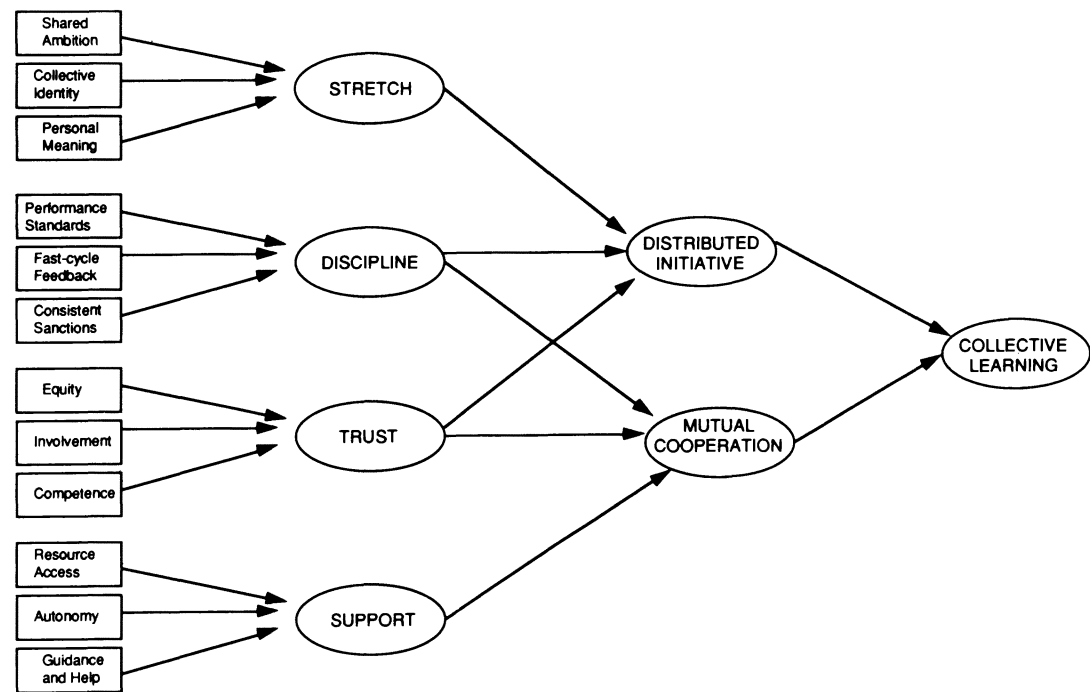 Shared
Ambition
Collective
Identity
Personal
Meaning
STRETCH
Performance
Standards
Fast-cycle
Feedback
Consistent
Sanctions
DISCIPLINE
Equity
Involvement
Competence
TRUST
Resource
Access
Autonomy
Guidance
and Help
SUPPORT
DISTRIBUTED
INITIATIVE
MUTUAL
COOPERATION
COLLECTIVE
LEARNING